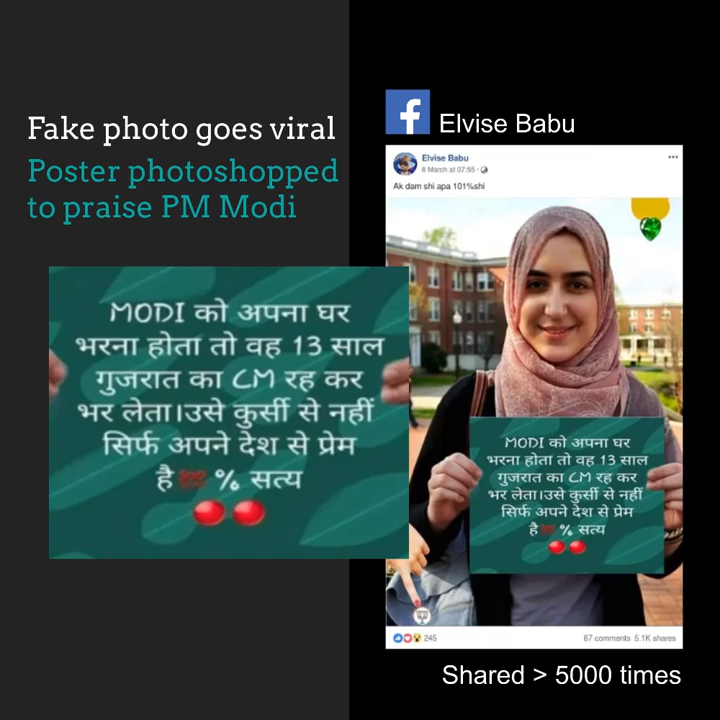 Fake photo goes viral
Poster photoshopped
to praise PM Modi
MODI को अपना घर
भरना होता तो वह 13 साल
गुजरात का CM रह कर
भर लेता।उसे कुर्सी से नहीं
सिर्फ अपने देश से प्रेम
है 💯 % सत्य
f Elvise Babu
Elvise Babu
8 March at 07:55
Ak dam shi apa 101%shi
MODI को अपना घर
भरना होता तो वह 13 साल
गुजरात का CM रह कर
भर लेता।उसे कुर्सी से नहीं
सिर्फ अपने देश से प्रेम
है 💯 % सत्य
245
67 comments 5.1K shares
Shared > 5000 times